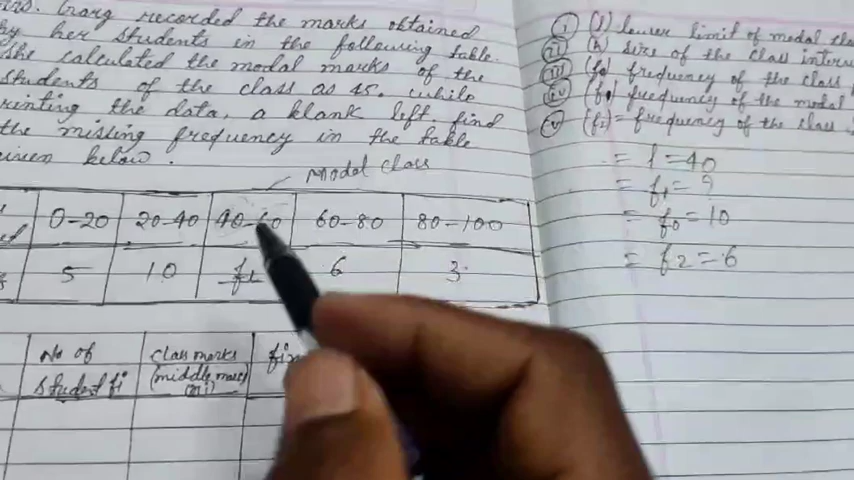 Mrs. Garg recorded the marks obtained
by her students in the following table.
she calculated the modal marks of the
students of the class as 45. while
printing the data, a blank left. find
the missing frequency in the table
given below.
Modal class
0-20 20-40 40-60 60-80 80-100
5 10 f1 6 3
No of student fi
class marks (middle marks) (xi)
fixi
(i) (l) lower limit of modal
(ii) (h) size of the class
(iii) (f0) frequency of the class
(iv) (f1) frequency of the modal
(v) (f2) = frequency of the class
= l = 40
= f1 = ?
= f0 = 10
= f2 = 6